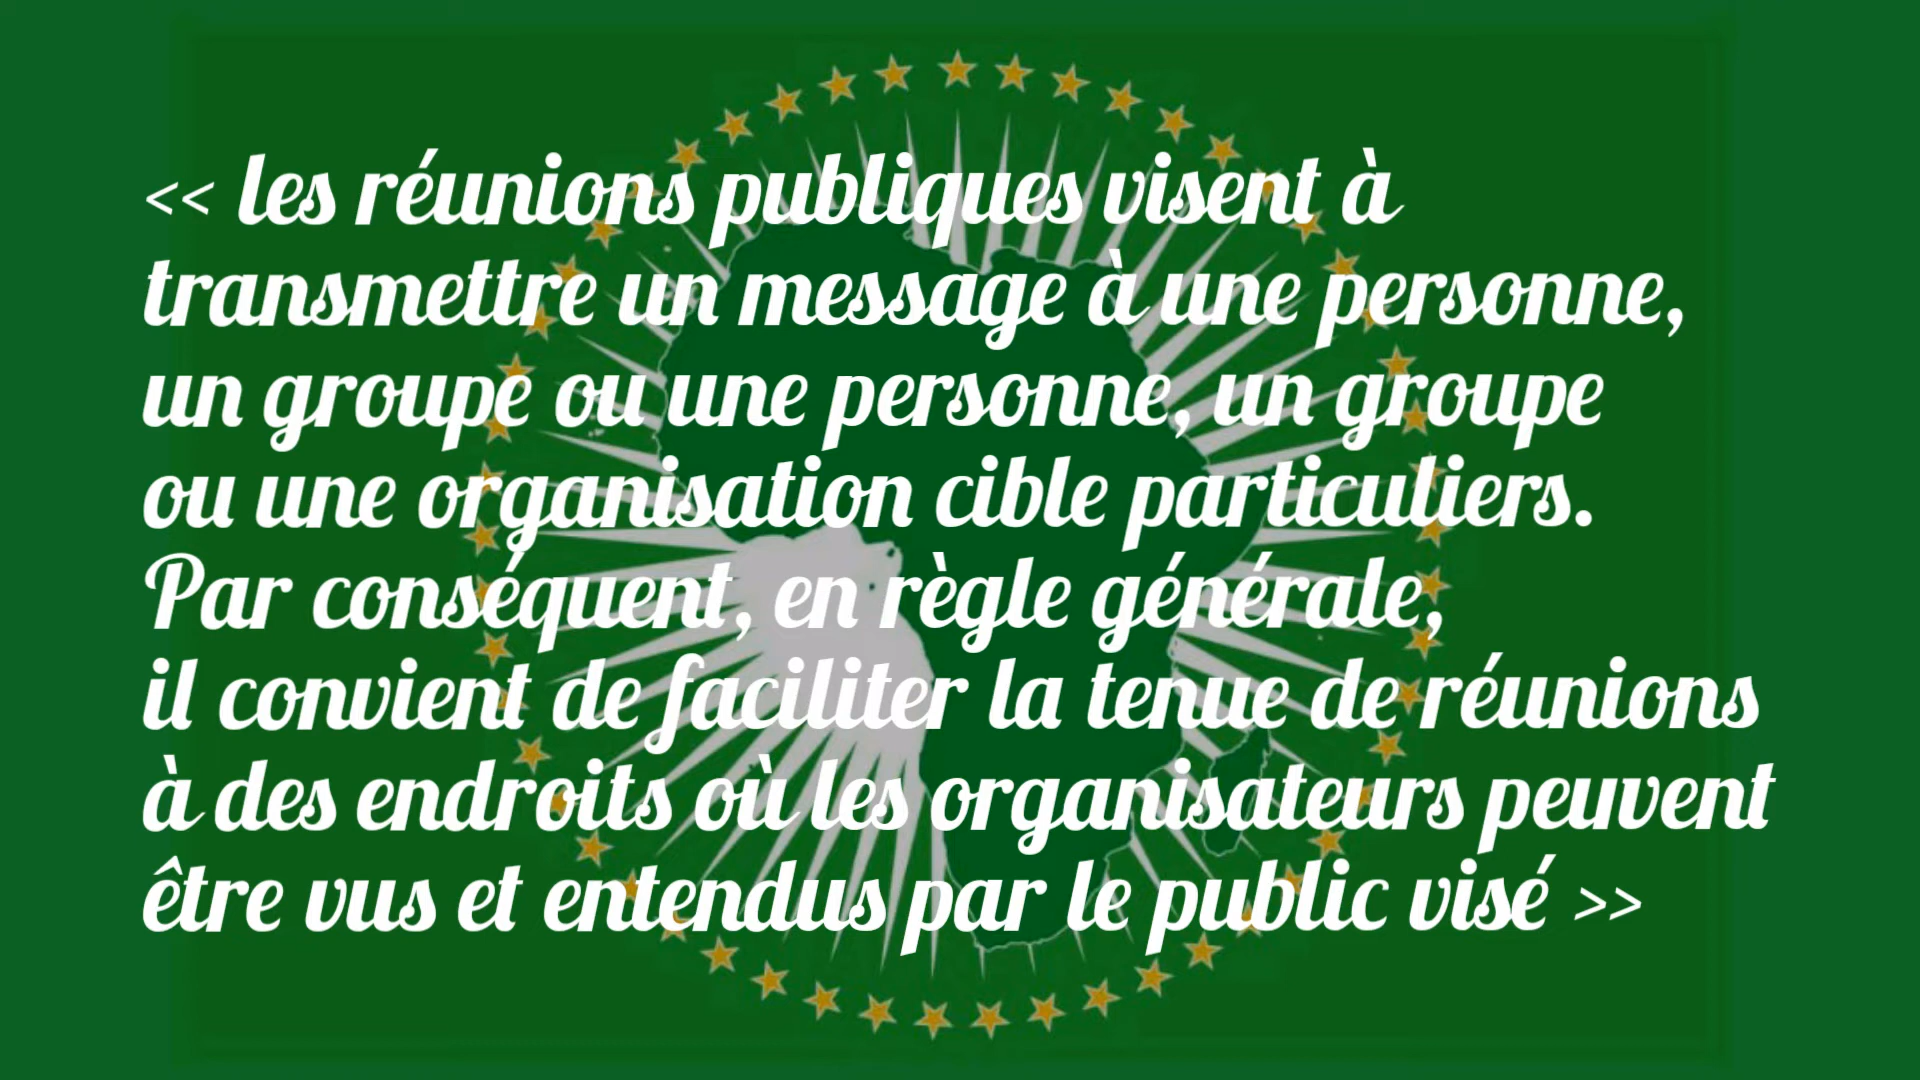 << les réunions publiques visent à
transmettre un message à une personne,
un groupe ou une personne, un groupe
ou une organisation cible particuliers.
Par conséquent, en règle générale,
il convient de faciliter la tenue de réunions
à des endroits où les organisateurs peuvent
être vus et entendus par le public visé >>